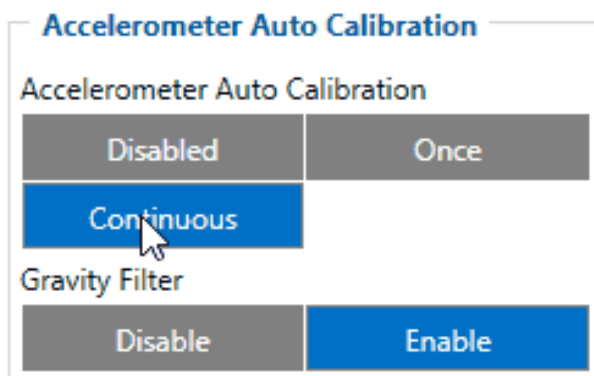 Accelerometer Auto Calibration
Accelerometer Auto Calibration
Disabled Once
Continuous
Gravity Filter
Disable Enable